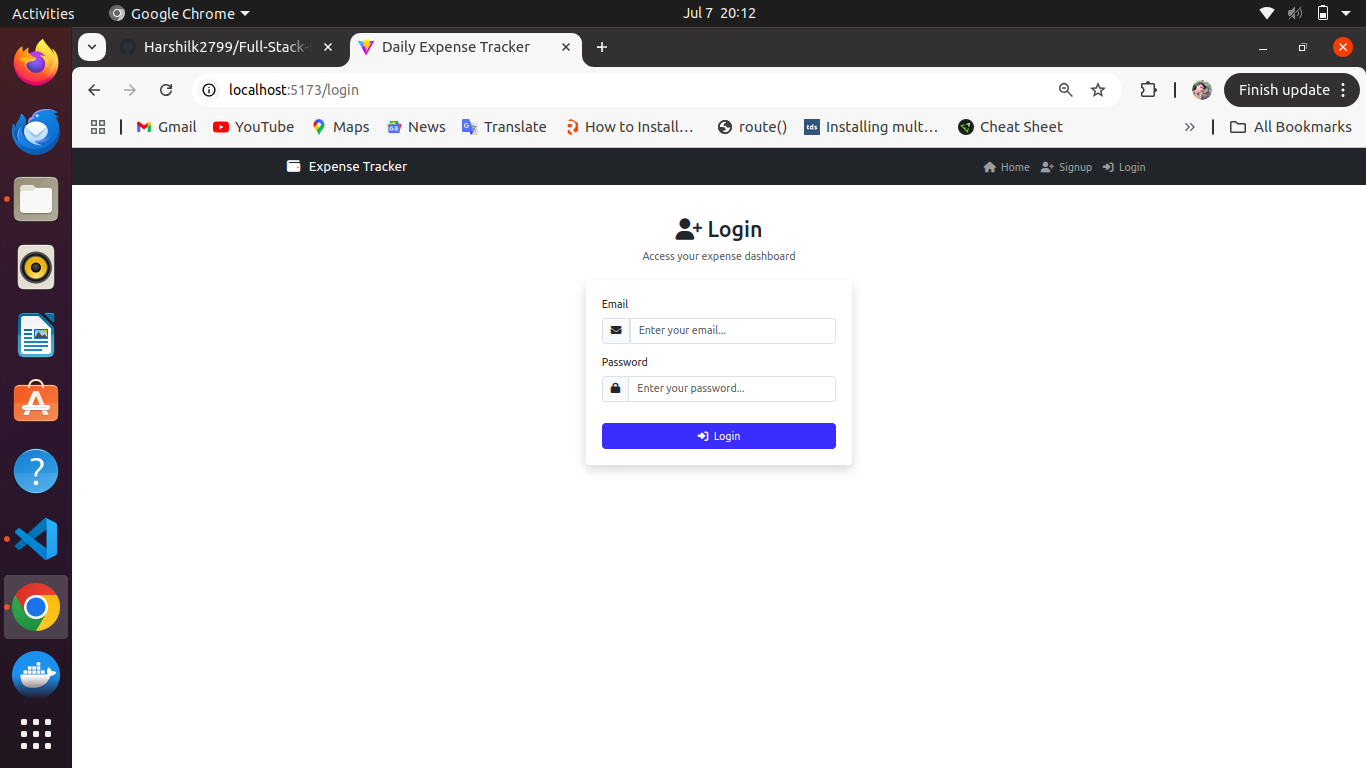 Activities Google Chrome Jul 7 20:12
Harshilk2799/Full-Stack- Daily Expense Tracker
localhost:5173/login Finish update
Gmail YouTube Maps News Translate How to Install… route() tds Installing mult… Cheat Sheet » All Bookmarks
Expense Tracker Home Signup Login
Login
Access your expense dashboard
Email
Enter your email...
Password
Enter your password...
Login